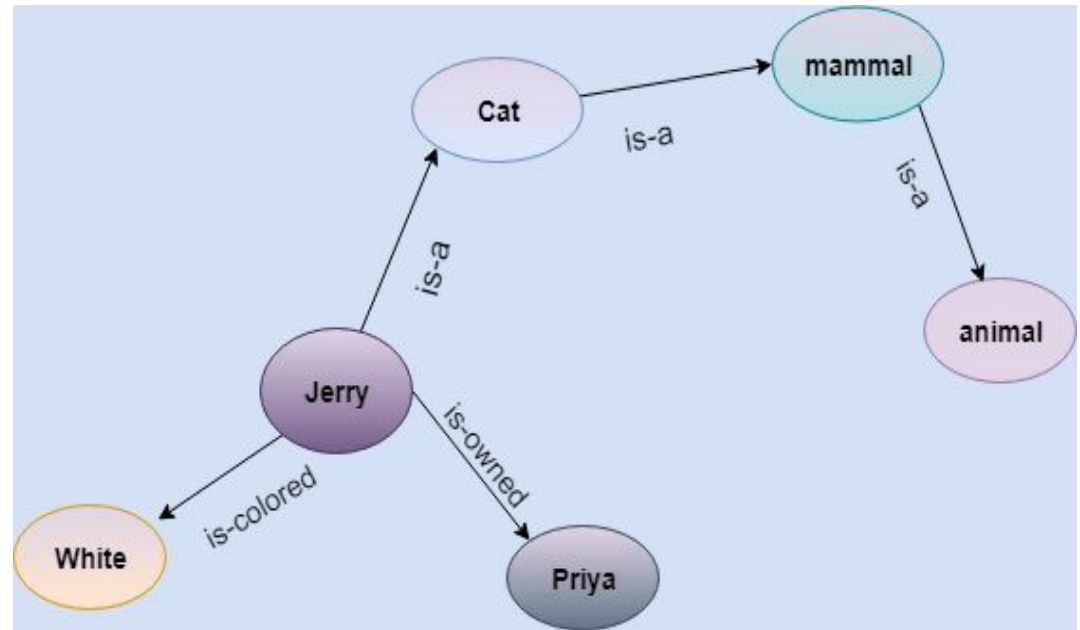 mammal
Cat
is-a
is-a
is-a
animal
Jerry
is-owned
is-colored
White
Priya